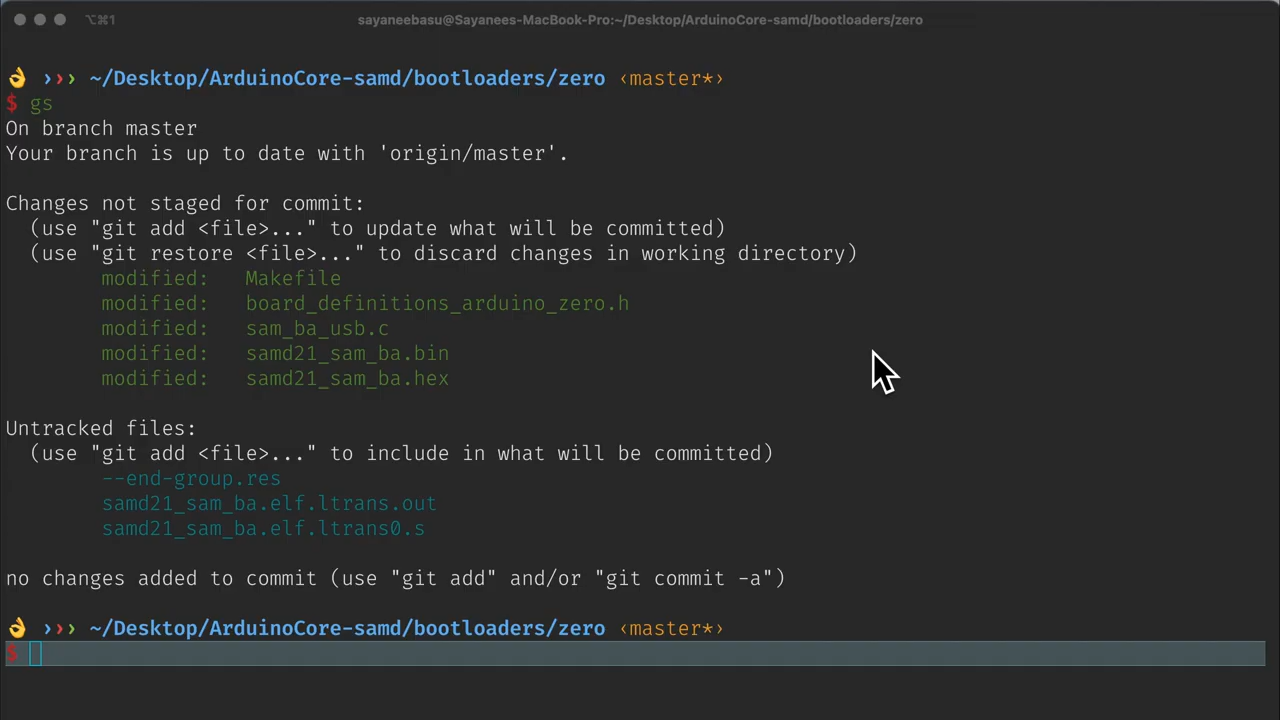 ⌥⌘1
sayaneebasu@Sayanees-MacBook-Pro:~/Desktop/ArduinoCore-samd/bootloaders/zero
👌 ››› ~/Desktop/ArduinoCore-samd/bootloaders/zero ‹master*›
$ gs
On branch master
Your branch is up to date with 'origin/master'.
Changes not staged for commit:
(use "git add <file>..." to update what will be committed)
(use "git restore <file>..." to discard changes in working directory)
modified: Makefile
modified: board_definitions_arduino_zero.h
modified: sam_ba_usb.c
modified: samd21_sam_ba.bin
modified: samd21_sam_ba.hex
Untracked files:
(use "git add <file>..." to include in what will be committed)
--end-group.res
samd21_sam_ba.elf.ltrans.out
samd21_sam_ba.elf.ltrans0.s
no changes added to commit (use "git add" and/or "git commit -a")
👌 ››› ~/Desktop/ArduinoCore-samd/bootloaders/zero ‹master*›
$